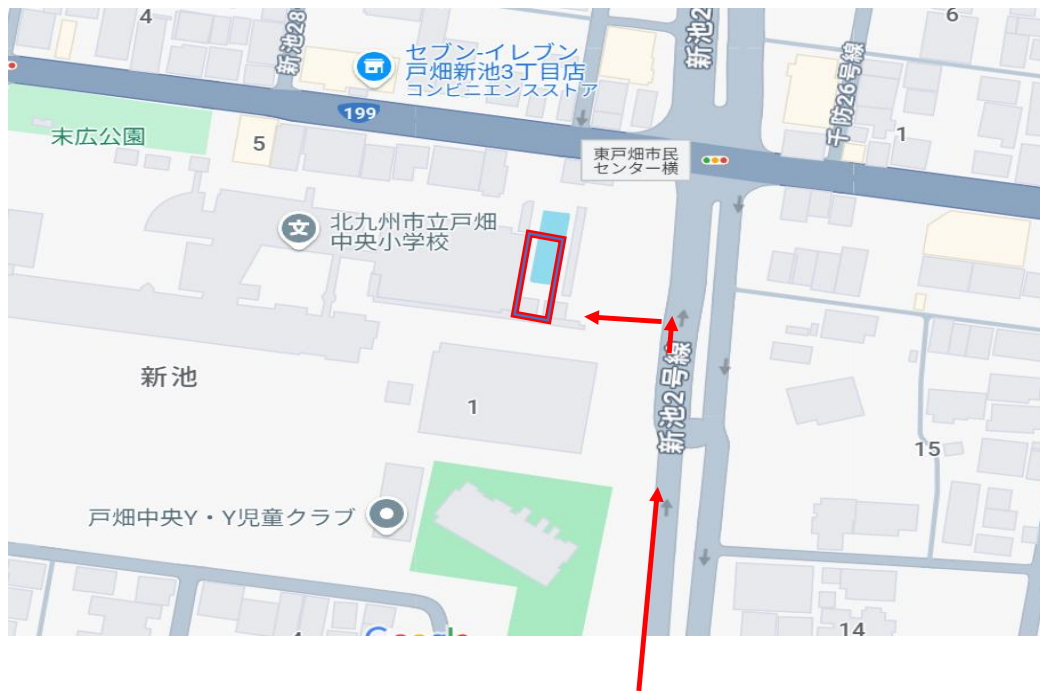 4
新池28
セブン-イレブン
戸畑新池3丁目店
コンビニエンスストア
新池2
6
199
千防26号線
末広公園
5
東戸畑市民
センター横
1
北九州市立戸畑
中央小学校
文
新池
新池2号線
1
15
戸畑中央Y・Y児童クラブ
14